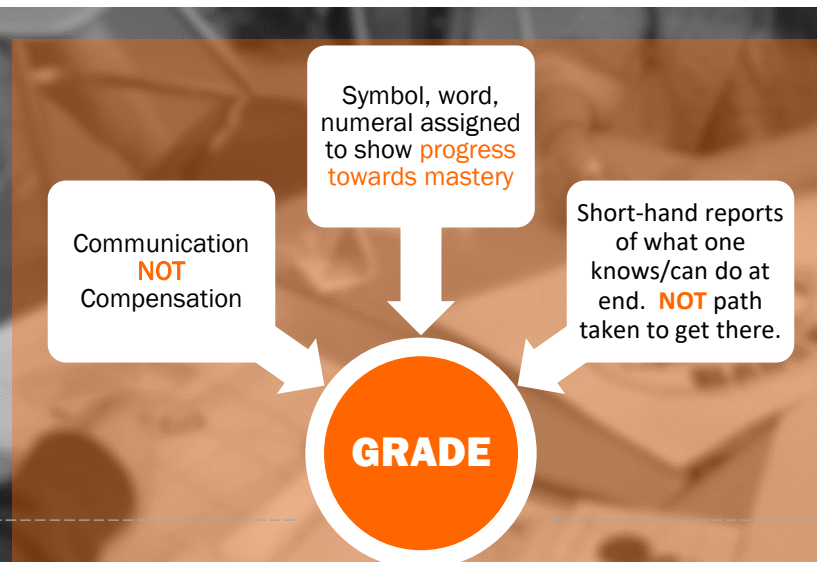 Symbol, word,
numeral assigned
to show progress
towards mastery
Communication
NOT
Compensation
Short-hand reports
of what one
knows/can do at
end. NOT path
taken to get there.
GRADE